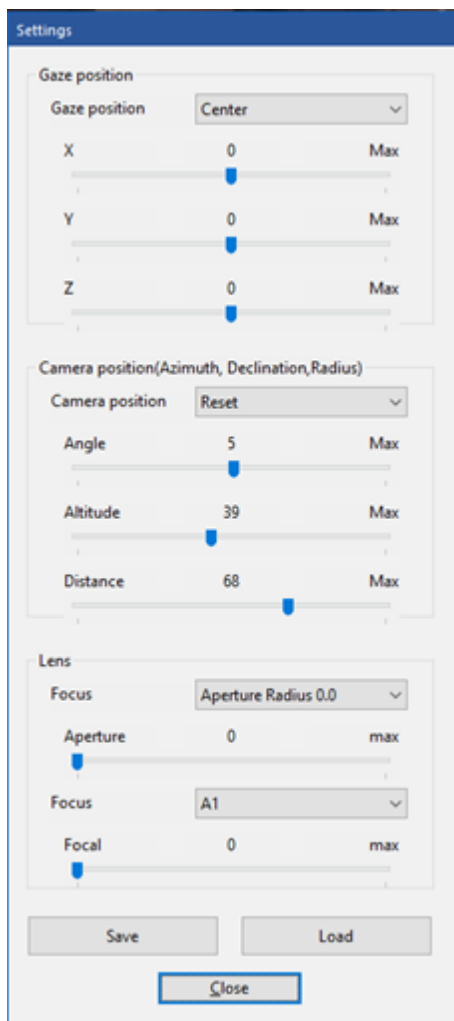 Settings
Gaze position
Gaze position Center
X 0 Max
Y 0 Max
Z 0 Max
Camera position(Azimuth, Declination,Radius)
Camera position Reset
Angle 5 Max
Altitude 39 Max
Distance 68 Max
Lens
Focus Aperture Radius 0.0
Aperture 0 max
Focus A1
Focal 0 max
Save Load
Close